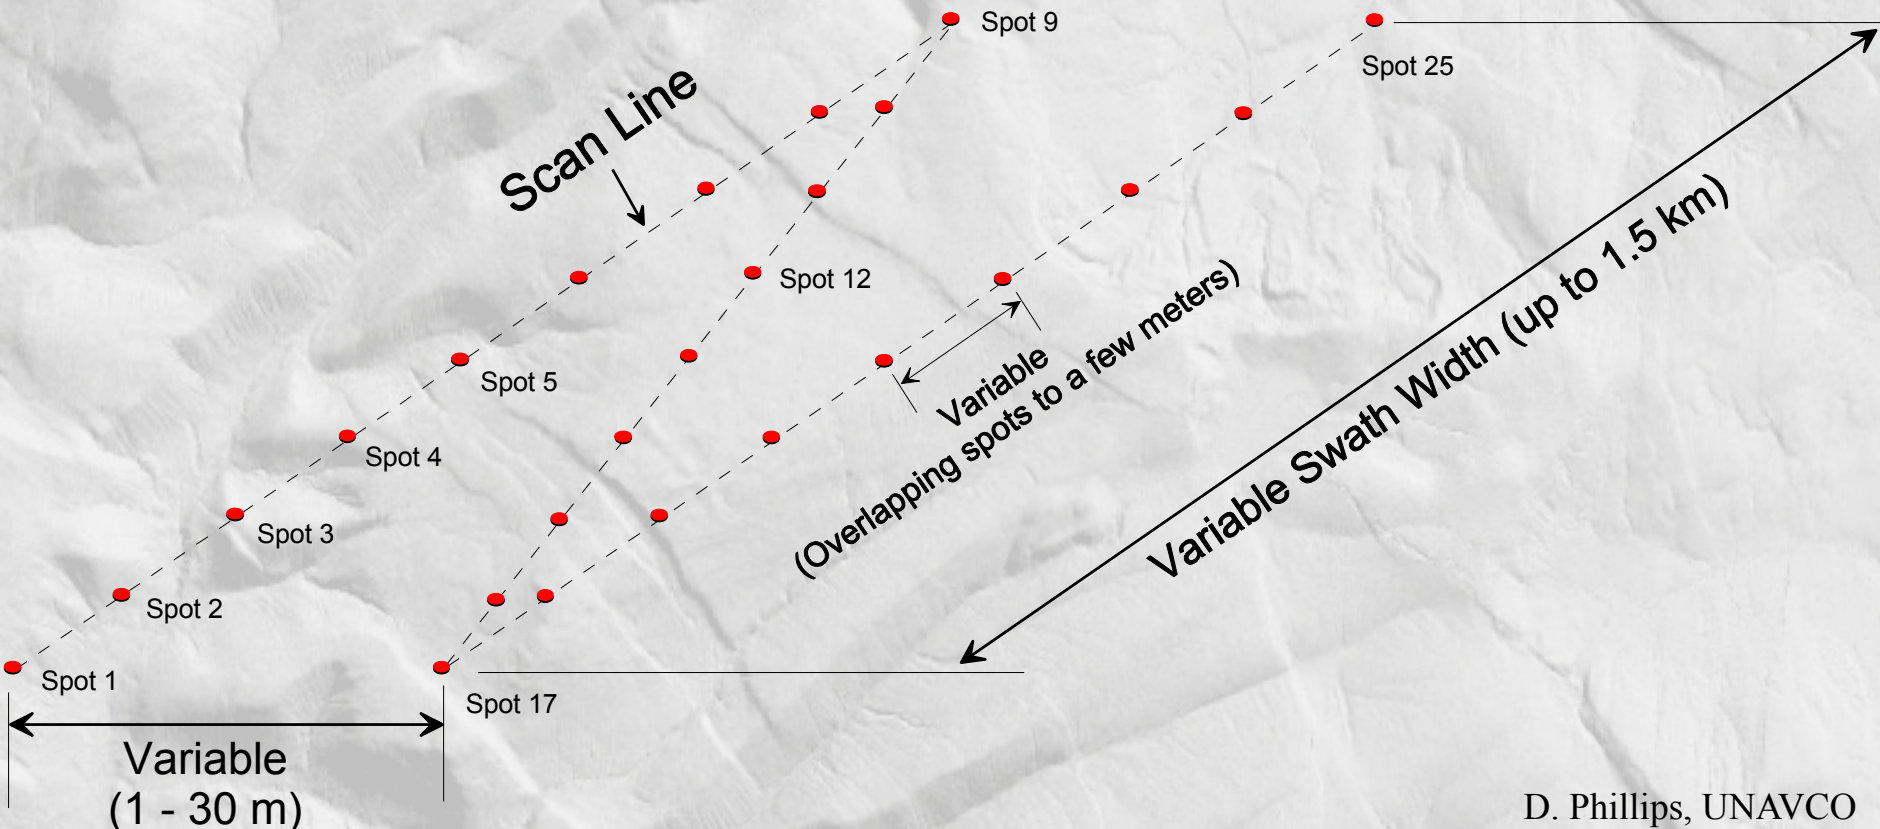 Spot 9
Spot 25
Scan Line
Spot 12
Variable Swath Width (up to 1.5 km)
Variable
(Overlapping spots to a few meters)
Spot 5
Spot 4
Spot 3
Spot 2
Spot 1
Spot 17
Variable
(1 - 30 m)
D. Phillips, UNAVCO